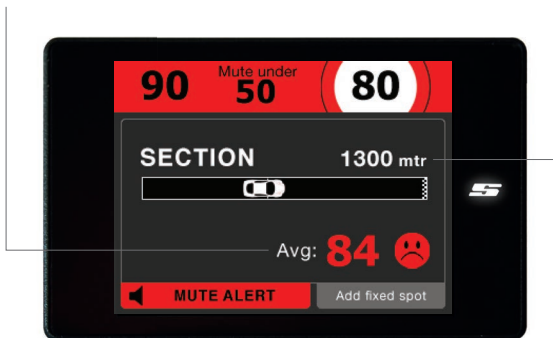 90 Mute under 50 80
SECTION 1300 mtr
Avg: 84
MUTE ALERT Add fixed spot